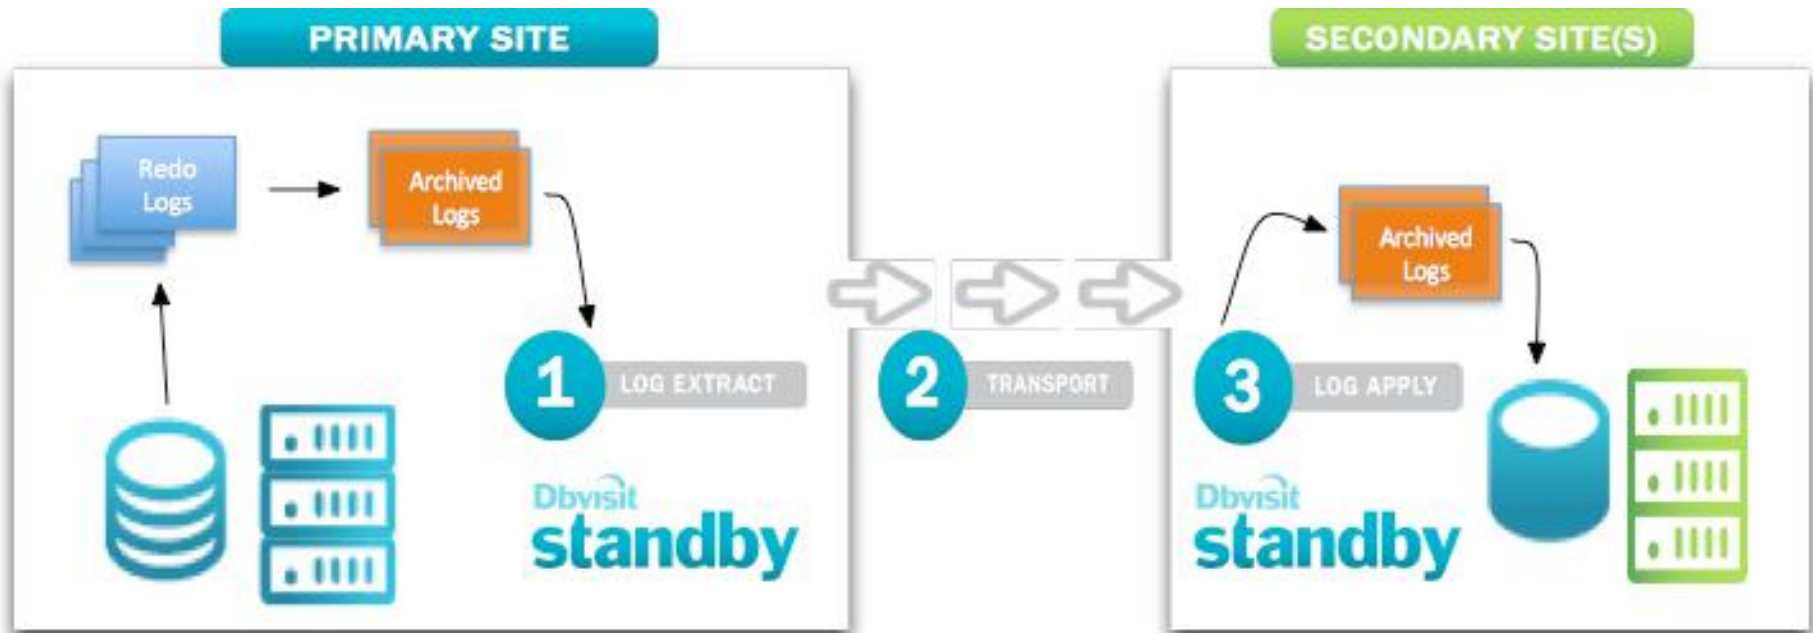 PRIMARY SITE
SECONDARY SITE(S)
Redo
Logs
Archived
Logs
Archived
Logs
1 LOG EXTRACT
2 TRANSPORT
3 LOG APPLY
Dbvisit
standby
Dbvisit
standby